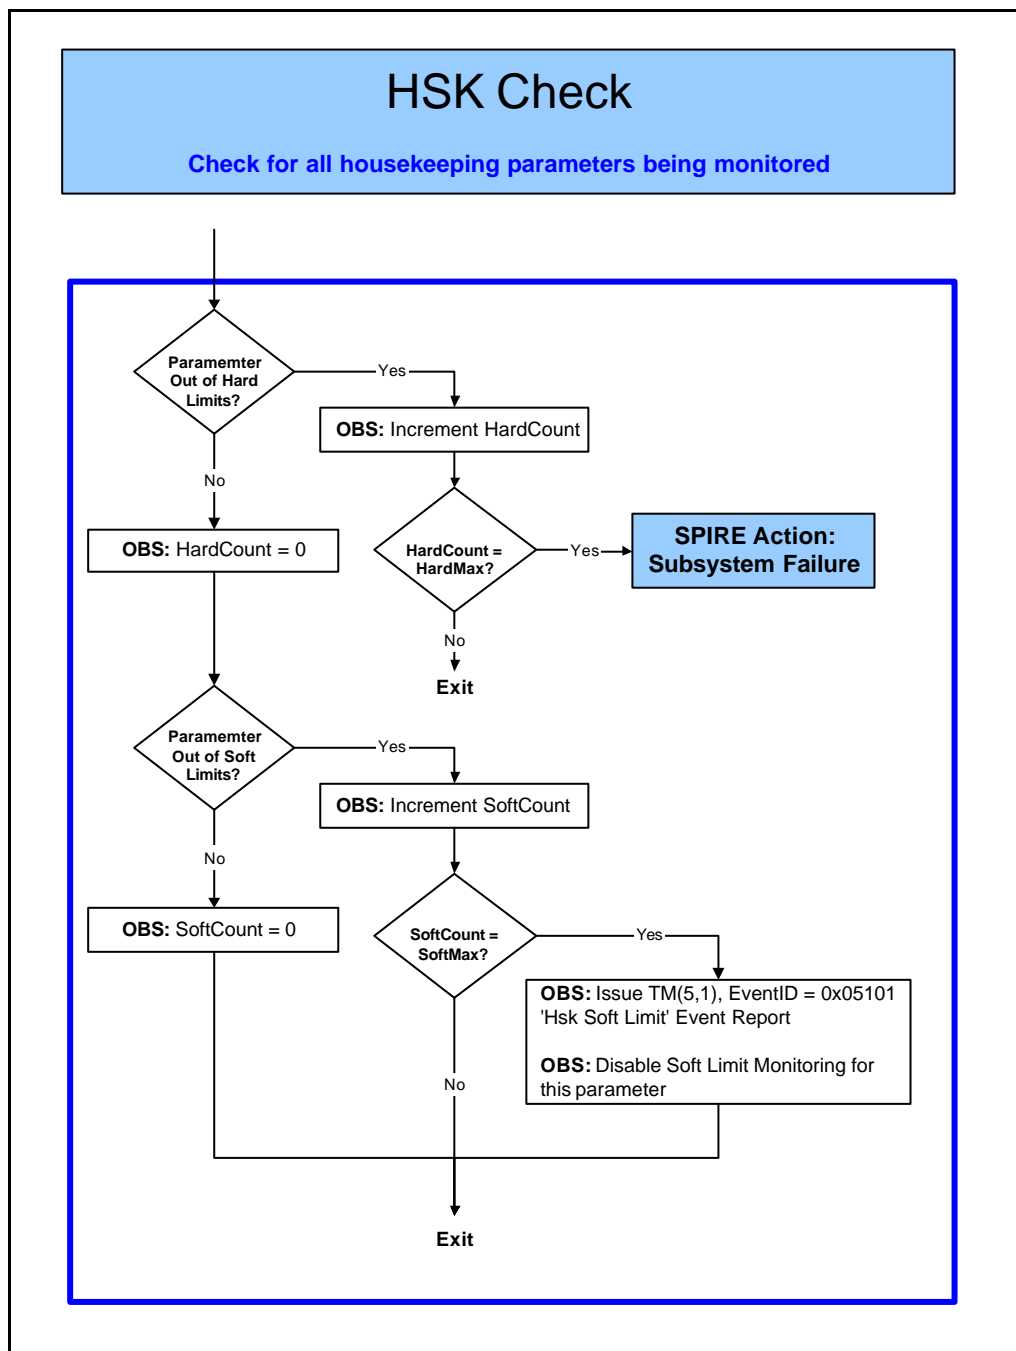 HSK Check
Check for all housekeeping parameters being monitored
Paramemter
Out of Hard
Limits?
Yes
OBS: Increment HardCount
No
OBS: HardCount = 0
HardCount =
HardMax?
Yes
SPIRE Action:
Subsystem Failure
No
Exit
Paramemter
Out of Soft
Limits?
Yes
OBS: Increment SoftCount
No
OBS: SoftCount = 0
SoftCount =
SoftMax?
Yes
OBS: Issue TM(5,1), EventID = 0x05101
'Hsk Soft Limit' Event Report
OBS: Disable Soft Limit Monitoring for
this parameter
No
Exit